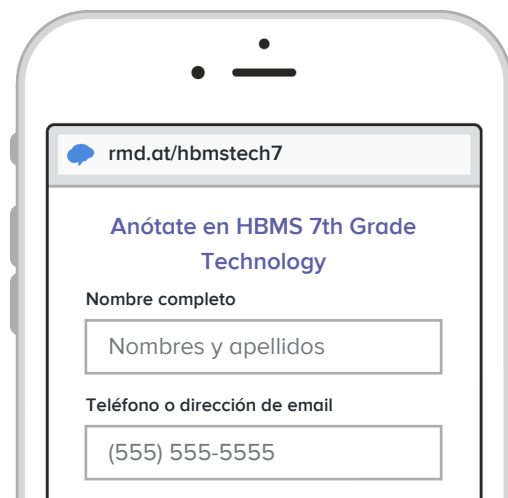 rmd.at/hbmstech7
Anótate en HBMS 7th Grade
Technology
Nombre completo
Nombres y apellidos
Teléfono o dirección de email
(555) 555-5555